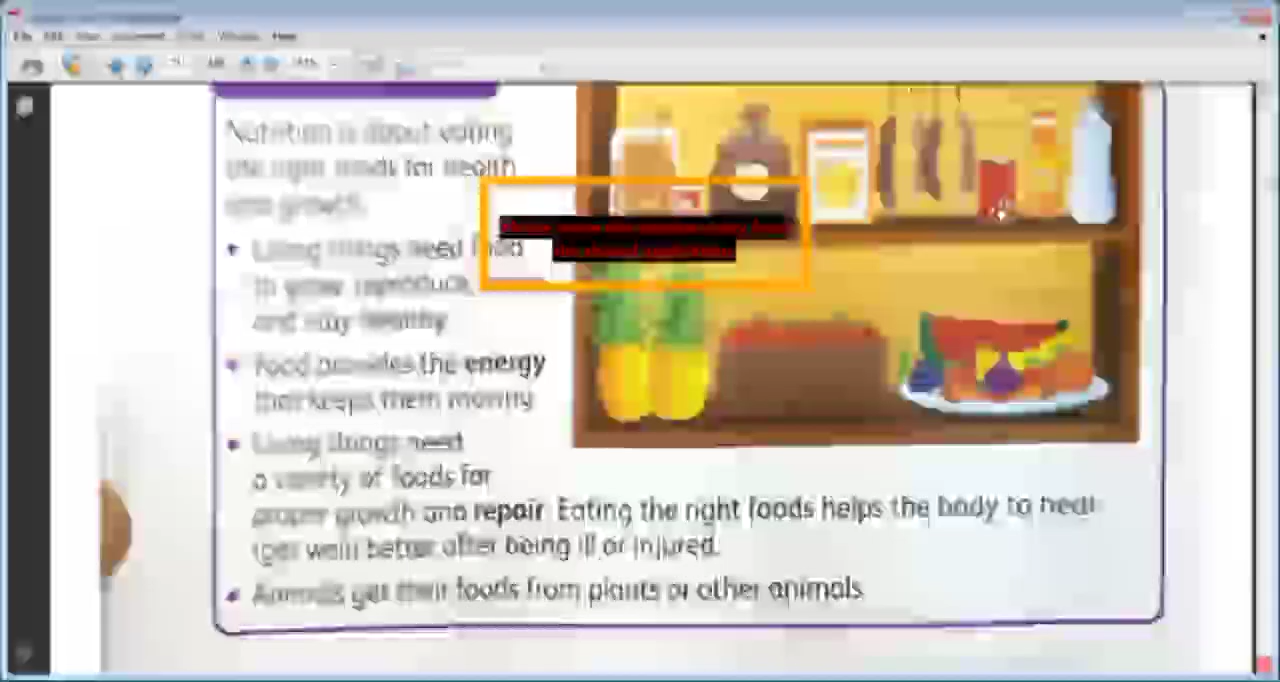 Nutrition is about eating
the right foods for health
and growth.
• Living things need food
to grow, reproduce,
and stay healthy.
• Food provides the energy
that keeps them moving.
• Living things need
a variety of foods for
proper growth and repair. Eating the right foods helps the body to heal
(get well) better after being ill or injured.
• Animals get their foods from plants or other animals.